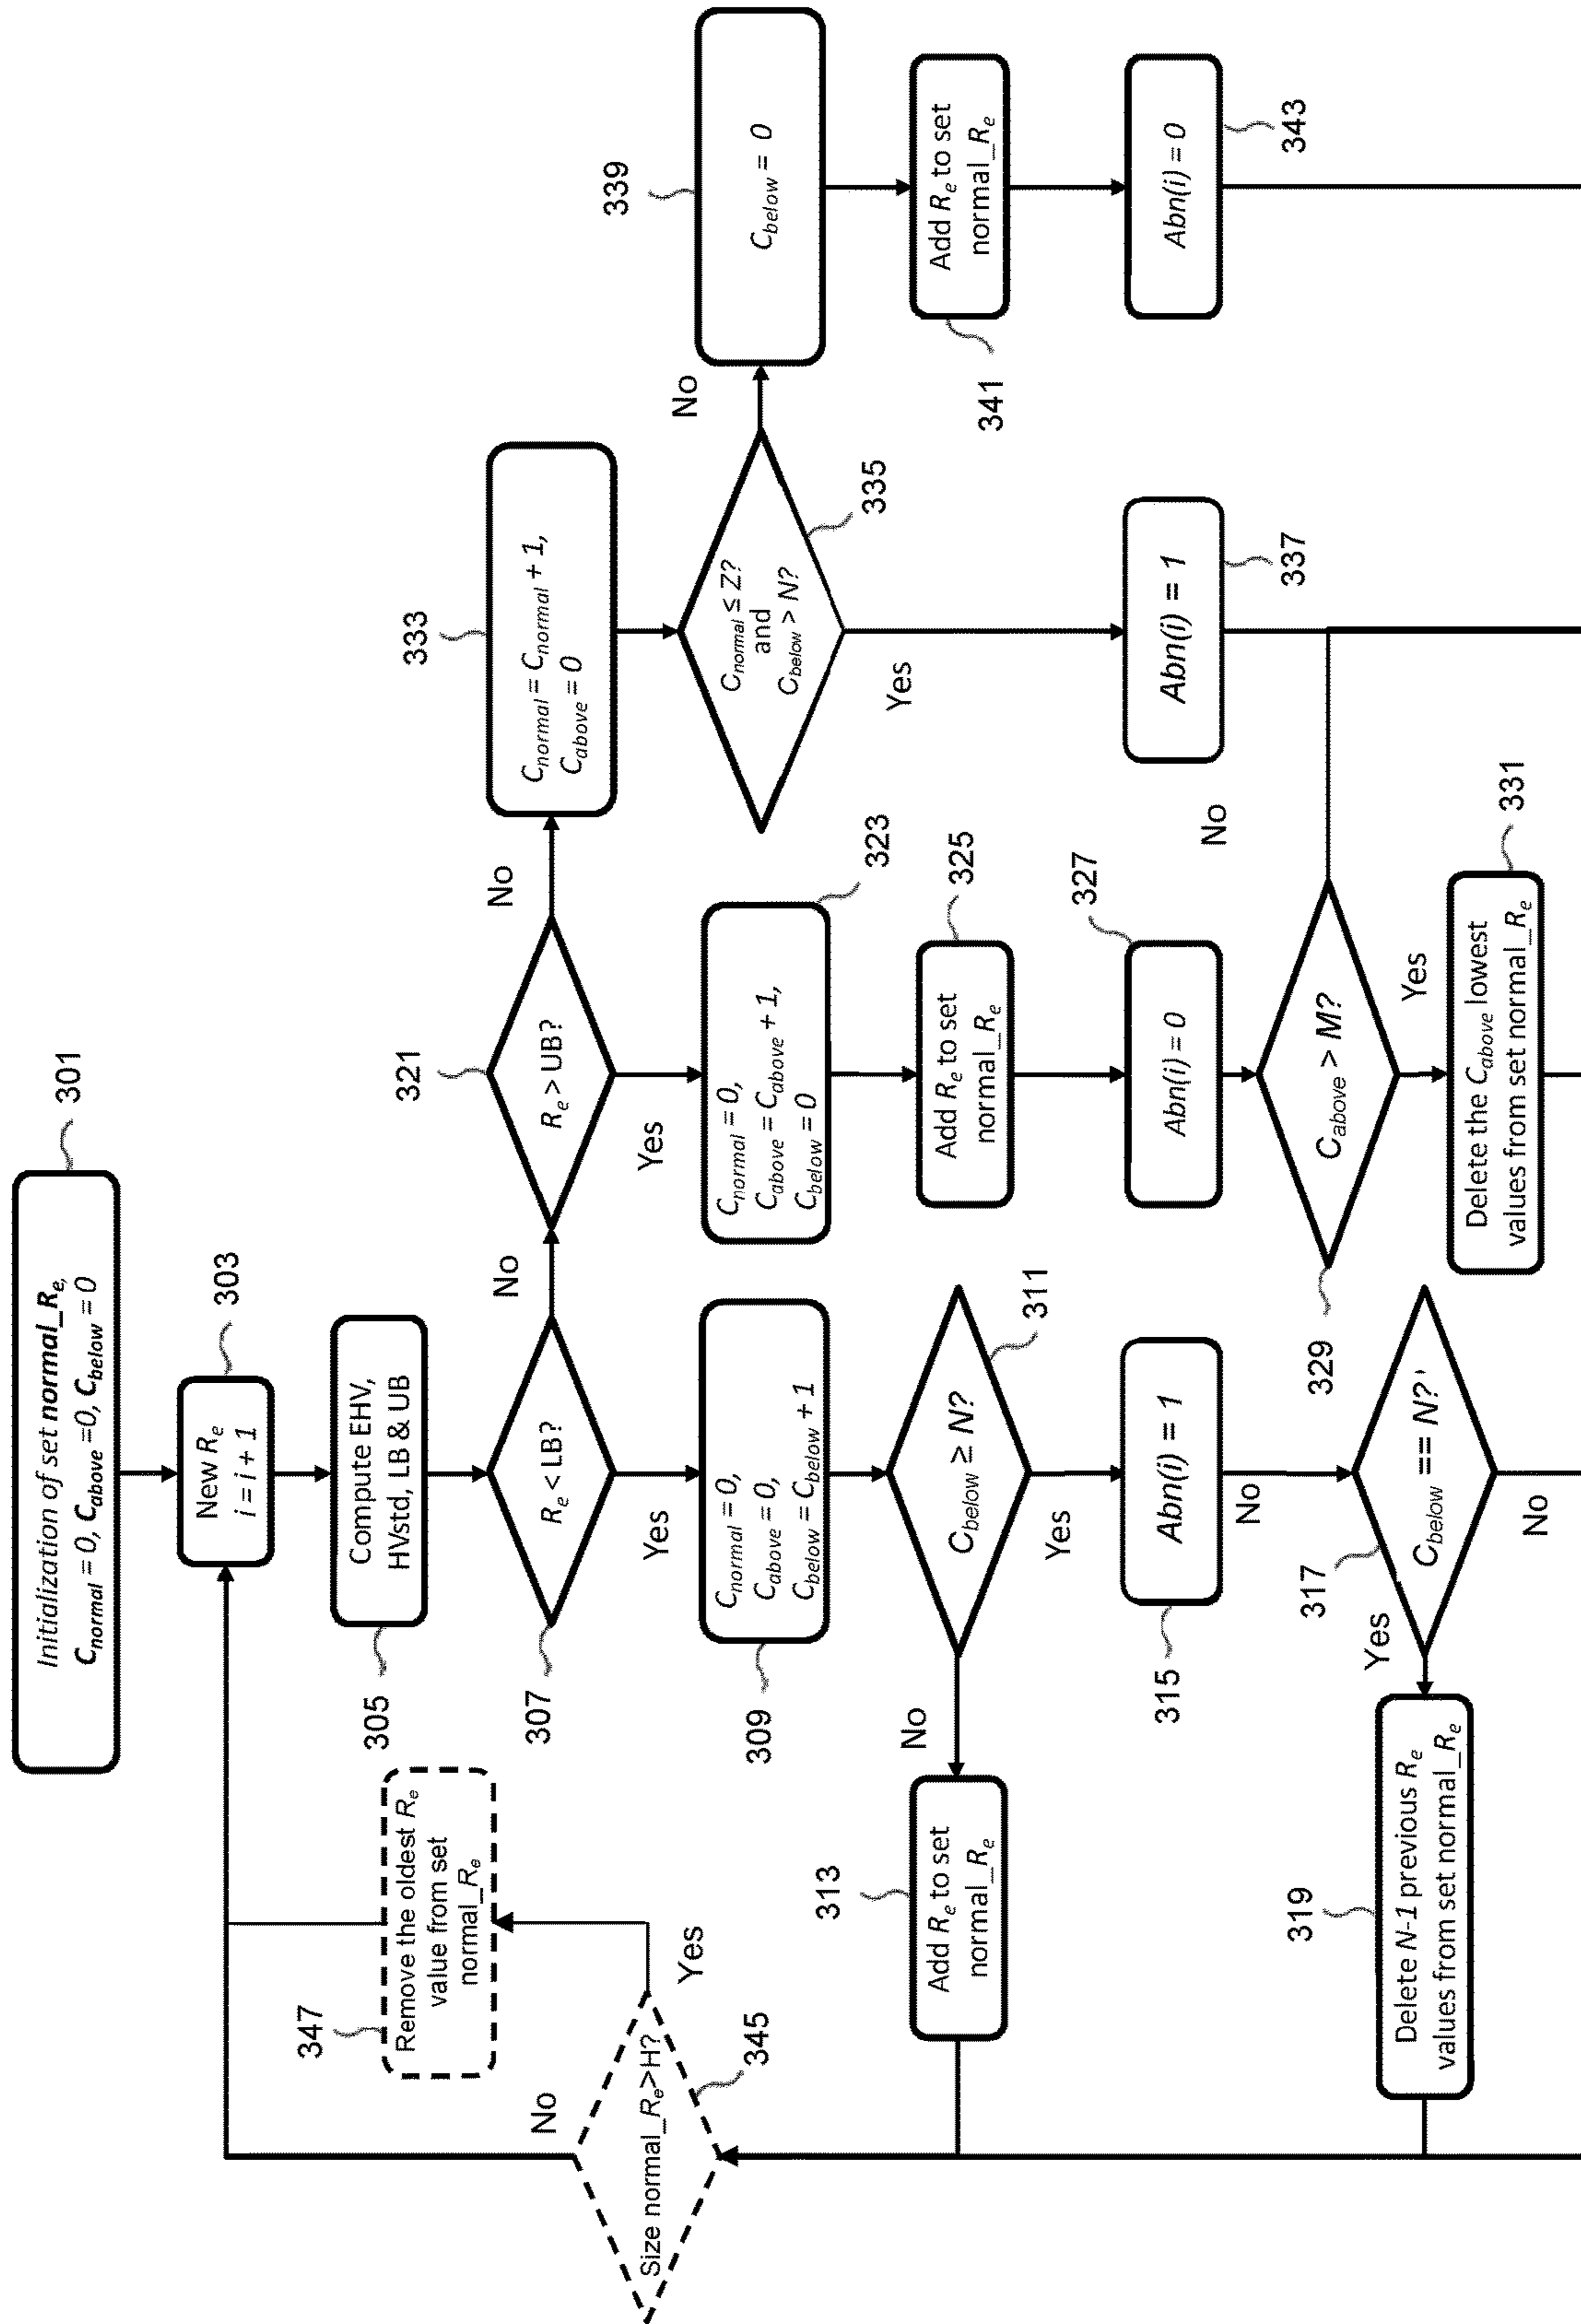 Initialization of set normal_Re,
Cnormal = 0, Cabove =0, Cbelow = 0
301
New Re
i = i + 1
303
Compute EHV,
HVstd, LB & UB
305
Re < LB?
307
Yes
No
Cnormal = 0,
Cabove = 0,
Cbelow = Cbelow + 1
309
Cbelow ≥ N?
311
No
Yes
Add Re to set
normal_Re
313
Abn(i) = 1
315
No
Cbelow == N?'
317
Yes
No
Delete N-1 previous Re
values from set normal_Re
319
Re > UB?
321
Yes
No
Cnormal = 0,
Cabove = Cabove + 1,
Cbelow = 0
323
Add Re to set
normal_Re
325
Abn(i) = 0
327
Cabove > M?
329
Yes
No
Delete the Cabove lowest
values from set normal_Re
331
Cnormal = Cnormal + 1,
Cabove = 0
333
Cnormal ≤ Z?
and
Cbelow > N?
335
Yes
No
Abn(i) = 1
337
Cbelow = 0
339
Add Re to set
normal_Re
341
Abn(i) = 0
343
Size normal_Re>H?
345
No
Yes
Remove the oldest Re
value from set
normal_Re
347